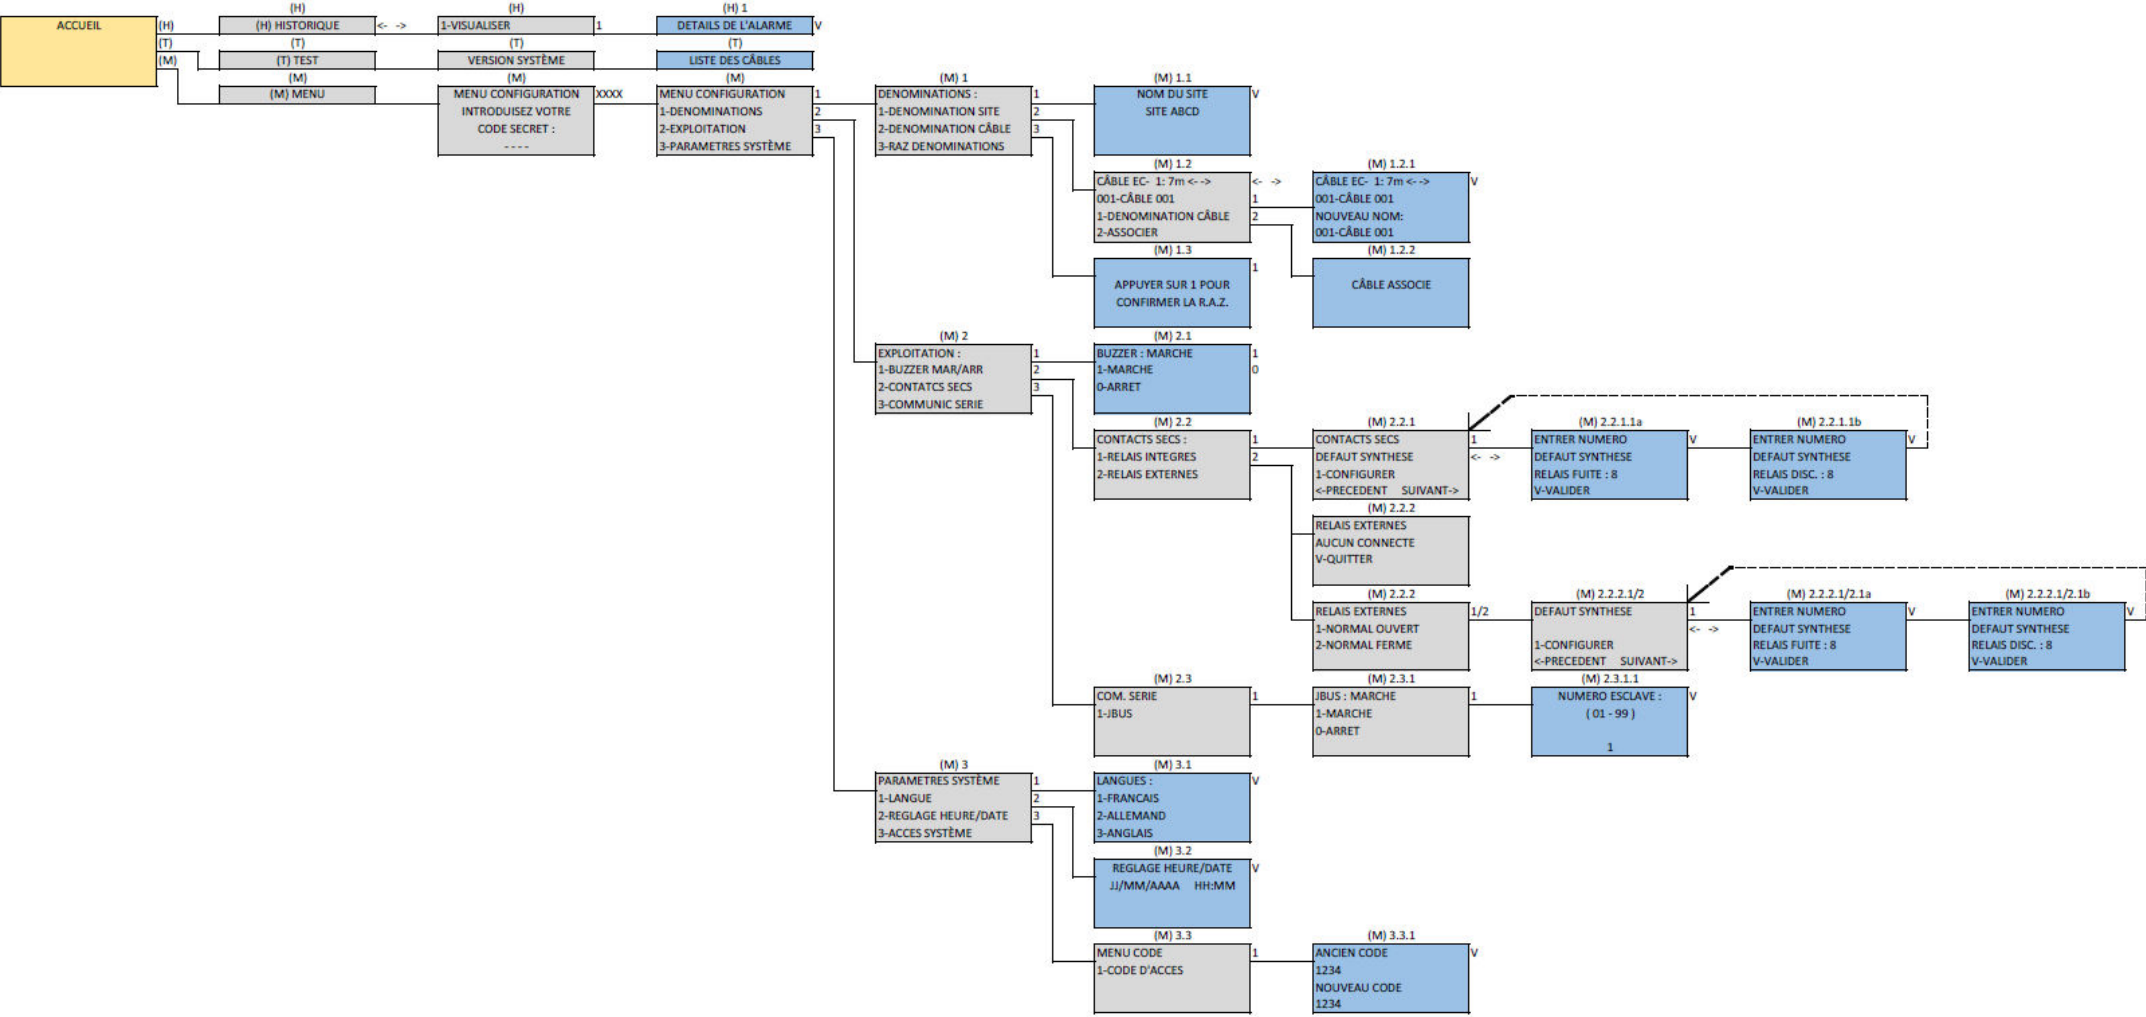 (H)
(H)
(H) 1
ACCUEIL
(H)
(H) HISTORIQUE
<- ->
1-VISUALISER
1
DETAILS DE L'ALARME
V
(T)
(T)
(T)
(T)
(M)
(T) TEST
VERSION SYSTÈME
LISTE DES CÂBLES
(M)
(M)
(M)
(M) MENU
MENU CONFIGURATION
INTRODUISEZ VOTRE
CODE SECRET :
- - - -
XXXX
MENU CONFIGURATION
1-DENOMINATIONS
2-EXPLOITATION
3-PARAMETRES SYSTÈME
1
2
3
(M) 1
DENOMINATIONS :
1-DENOMINATION SITE
2-DENOMINATION CÂBLE
3-RAZ DENOMINATIONS
1
2
3
(M) 1.1
NOM DU SITE
SITE ABCD
V
(M) 1.2
CÂBLE EC- 1: 7m <-->
001-CÂBLE 001
1-DENOMINATION CÂBLE
2-ASSOCIER
<- ->
1
2
(M) 1.2.1
CÂBLE EC- 1: 7m <-->
001-CÂBLE 001
NOUVEAU NOM:
001-CÂBLE 001
V
(M) 1.3
APPUYER SUR 1 POUR
CONFIRMER LA R.A.Z.
1
(M) 1.2.2
CÂBLE ASSOCIE
(M) 2
EXPLOITATION :
1-BUZZER MAR/ARR
2-CONTATCS SECS
3-COMMUNIC SERIE
1
2
3
(M) 2.1
BUZZER : MARCHE
1-MARCHE
0-ARRET
1
0
(M) 2.2
CONTACTS SECS :
1-RELAIS INTEGRES
2-RELAIS EXTERNES
1
2
(M) 2.2.1
CONTACTS SECS
DEFAUT SYNTHESE
1-CONFIGURER
<-PRECEDENT SUIVANT->
1
<- ->
(M) 2.2.1.1a
ENTRER NUMERO
DEFAUT SYNTHESE
RELAIS FUITE : 8
V-VALIDER
V
(M) 2.2.1.1b
ENTRER NUMERO
DEFAUT SYNTHESE
RELAIS DISC. : 8
V-VALIDER
V
(M) 2.2.2
RELAIS EXTERNES
AUCUN CONNECTE
V-QUITTER
(M) 2.2.2
RELAIS EXTERNES
1-NORMAL OUVERT
2-NORMAL FERME
1/2
(M) 2.2.2.1/2
DEFAUT SYNTHESE
1-CONFIGURER
<-PRECEDENT SUIVANT->
1
<- ->
(M) 2.2.2.1/2.1a
ENTRER NUMERO
DEFAUT SYNTHESE
RELAIS FUITE : 8
V-VALIDER
V
(M) 2.2.2.1/2.1b
ENTRER NUMERO
DEFAUT SYNTHESE
RELAIS DISC. : 8
V-VALIDER
V
(M) 2.3
COM. SERIE
1-JBUS
1
(M) 2.3.1
JBUS : MARCHE
1-MARCHE
0-ARRET
1
(M) 2.3.1.1
NUMERO ESCLAVE :
( 01 - 99 )
1
V
(M) 3
PARAMETRES SYSTÈME
1-LANGUE
2-REGLAGE HEURE/DATE
3-ACCES SYSTÈME
1
2
3
(M) 3.1
LANGUES :
1-FRANCAIS
2-ALLEMAND
3-ANGLAIS
V
(M) 3.2
REGLAGE HEURE/DATE
JJ/MM/AAAA HH:MM
V
(M) 3.3
MENU CODE
1-CODE D'ACCES
1
(M) 3.3.1
ANCIEN CODE
1234
NOUVEAU CODE
1234
V